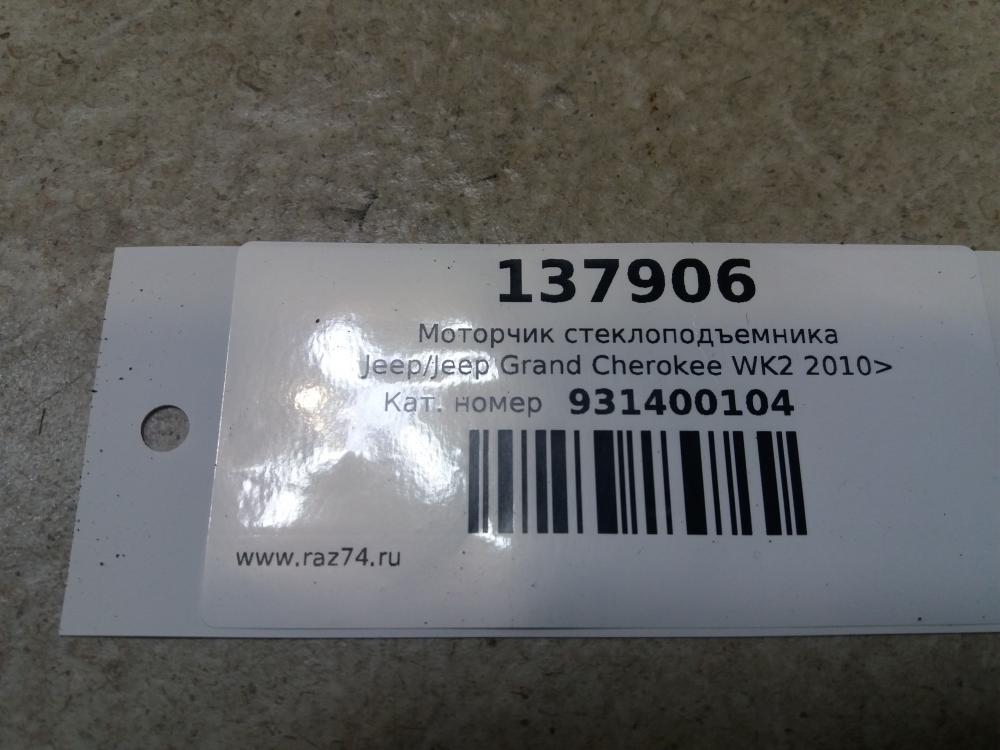 137906
Моторчик стеклоподъемника
Jeep/Jeep Grand Cherokee WK2 2010>
Кат. номер 931400104
www.raz74.ru